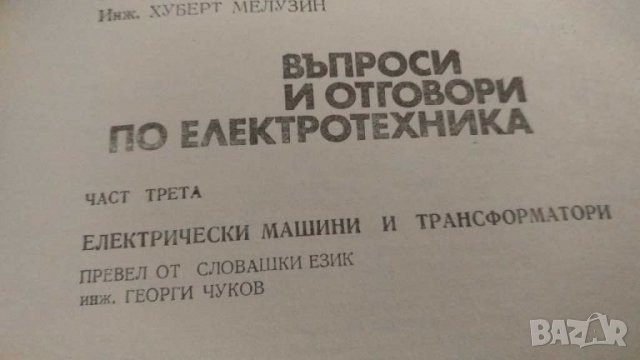 Инж. ХУБЕРТ МЕЛУЗИН
ВЪПРОСИ
И ОТГОВОРИ
ПО ЕЛЕКТРОТЕХНИКА
ЧАСТ ТРЕТА
ЕЛЕКТРИЧЕСКИ МАШИНИ И ТРАНСФОРМАТОРИ
ПРЕВЕЛ ОТ СЛОВАШКИ ЕЗИК
инж. ГЕОРГИ ЧУКОВ
BAZAR